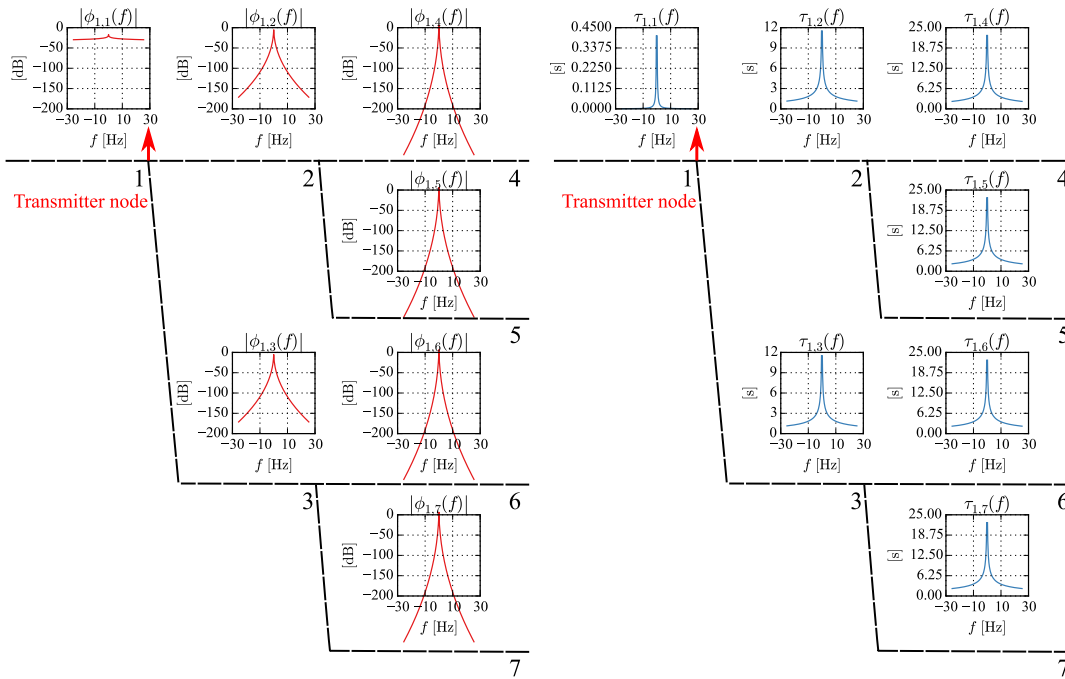 |ϕ1,1(f)| |ϕ1,2(f)| |ϕ1,4(f)| τ1,1(f) τ1,2(f) τ1,4(f)
[dB] 0 −50 −100 −150 −200 −30 −10 10 30 f [Hz]
[dB] 0 −50 −100 −150 −200 −30 −10 10 30 f [Hz]
[dB] 0 −50 −100 −150 −200 −30 −10 10 30 f [Hz]
[s] 0.4500 0.3375 0.2250 0.1125 0.0000 −30 −10 10 30 f [Hz]
[s] 12 9 6 3 0 −30 −10 10 30 f [Hz]
[s] 25.00 18.75 12.50 6.25 0.00 −30 −10 10 30 f [Hz]
1 2 4 1 2 4
Transmitter node Transmitter node
|ϕ1,5(f)| τ1,5(f)
[dB] 0 −50 −100 −150 −200 −30 −10 10 30 f [Hz]
[s] 25.00 18.75 12.50 6.25 0.00 −30 −10 10 30 f [Hz]
5 5
|ϕ1,3(f)| |ϕ1,6(f)| τ1,3(f) τ1,6(f)
[dB] 0 −50 −100 −150 −200 −30 −10 10 30 f [Hz]
[dB] 0 −50 −100 −150 −200 −30 −10 10 30 f [Hz]
[s] 12 9 6 3 0 −30 −10 10 30 f [Hz]
[s] 25.00 18.75 12.50 6.25 0.00 −30 −10 10 30 f [Hz]
3 6 3 6
|ϕ1,7(f)| τ1,7(f)
[dB] 0 −50 −100 −150 −200 −30 −10 10 30 f [Hz]
[s] 25.00 18.75 12.50 6.25 0.00 −30 −10 10 30 f [Hz]
7 7